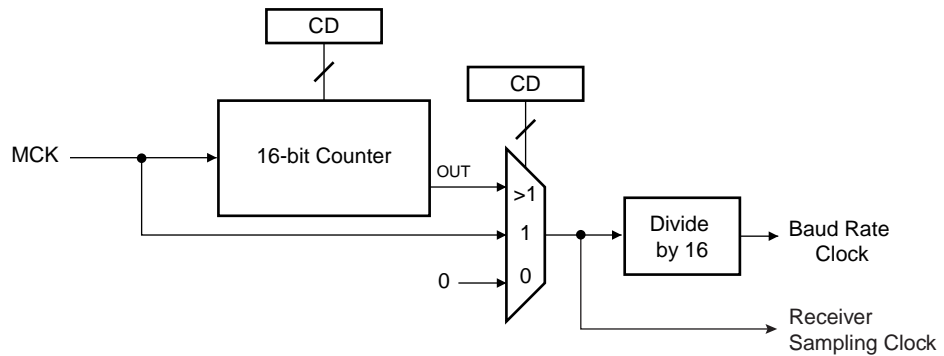 CD
CD
MCK
16-bit Counter
OUT
>1
1
0
0
Divide
by 16
Baud Rate
Clock
Receiver
Sampling Clock